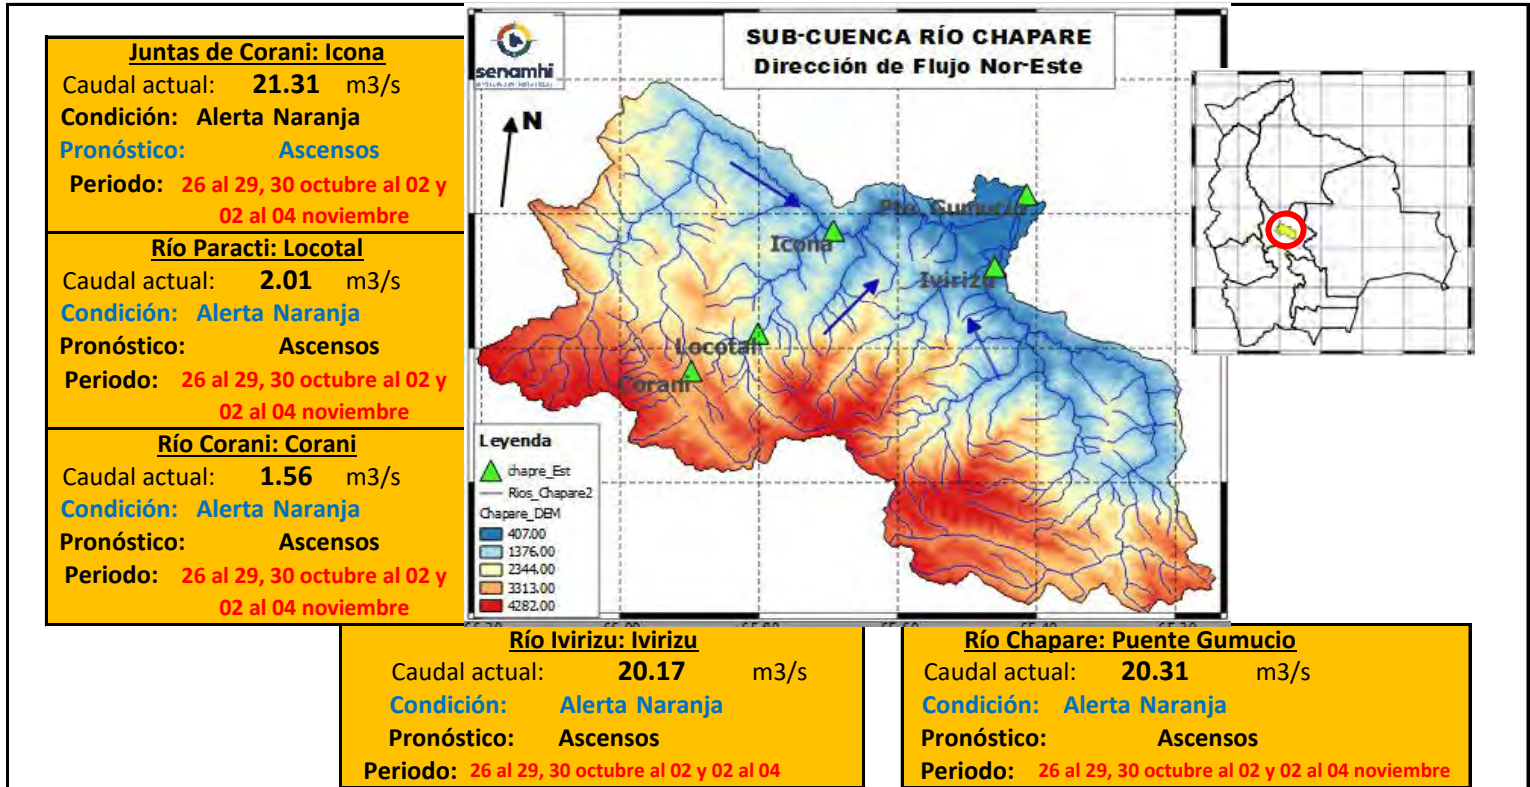 Juntas de Corani: Icona
Caudal actual: 21.31 m3/s
Condición: Alerta Naranja
Pronóstico: Ascensos
Periodo: 26 al 29, 30 octubre al 02 y
02 al 04 noviembre
Río Paracti: Locotal
Caudal actual: 2.01 m3/s
Condición: Alerta Naranja
Pronóstico: Ascensos
Periodo: 26 al 29, 30 octubre al 02 y
02 al 04 noviembre
Río Corani: Corani
Caudal actual: 1.56 m3/s
Condición: Alerta Naranja
Pronóstico: Ascensos
Periodo: 26 al 29, 30 octubre al 02 y
02 al 04 noviembre
senamhi
SUB-CUENCA RÍO CHAPARE
Dirección de Flujo Nor-Este
N
Pto. Gumucio
Icona
Ivirizu
Locotal
Corani
Leyenda
chapre_Est
Rios_Chapare2
Chapare_DEM
407.00
1376.00
2344.00
3313.00
4282.00
Río Ivirizu: Ivirizu
Caudal actual: 20.17 m3/s
Condición: Alerta Naranja
Pronóstico: Ascensos
Periodo: 26 al 29, 30 octubre al 02 y 02 al 04
Río Chapare: Puente Gumucio
Caudal actual: 20.31 m3/s
Condición: Alerta Naranja
Pronóstico: Ascensos
Periodo: 26 al 29, 30 octubre al 02 y 02 al 04 noviembre